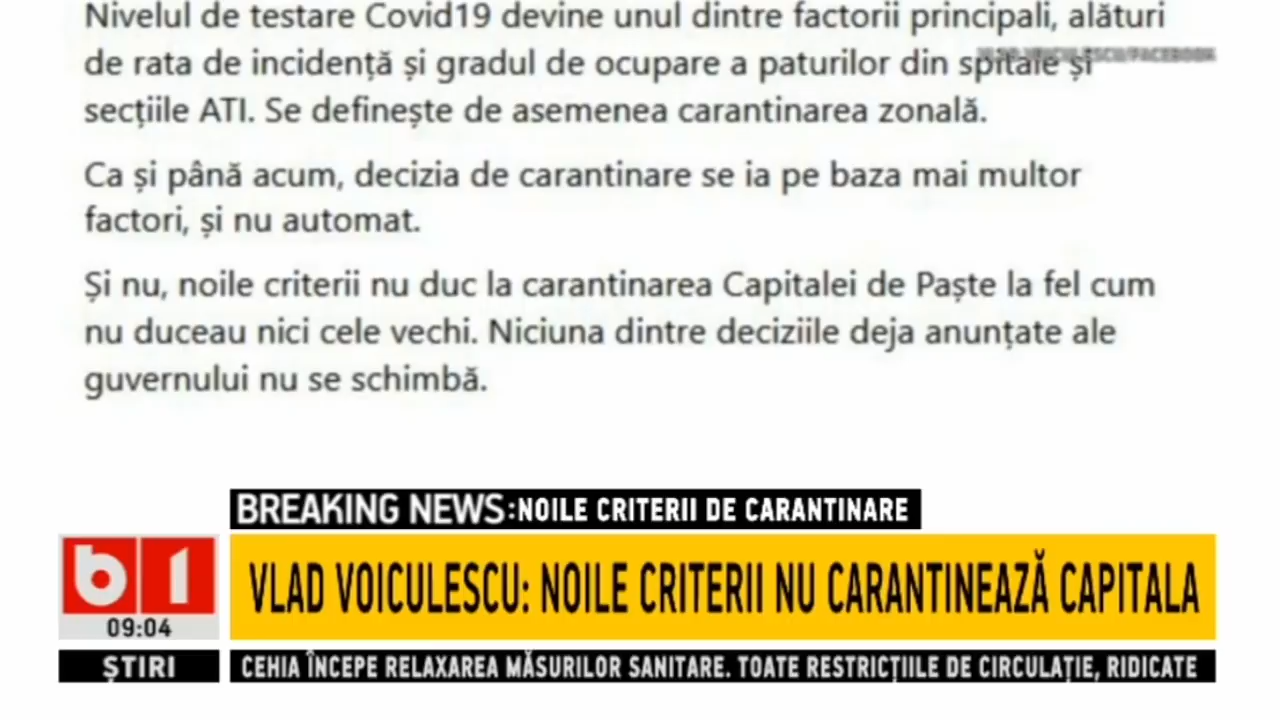 Nivelul de testare Covid19 devine unul dintre factorii principali, alături
de rata de incidență și gradul de ocupare a paturilor din spitale și
secțiile ATI. Se definește de asemenea carantinarea zonală.
Ca și până acum, decizia de carantinare se ia pe baza mai multor
factori, și nu automat.
Și nu, noile criterii nu duc la carantinarea Capitalei de Paște la fel cum
nu duceau nici cele vechi. Niciuna dintre deciziile deja anunțate ale
guvernului nu se schimbă.
BREAKING NEWS:NOILE CRITERII DE CARANTINARE
b1
VLAD VOICULESCU: NOILE CRITERII NU CARANTINEAZĂ CAPITALA
09:04
ȘTIRI
CEHIA ÎNCEPE RELAXAREA MĂSURILOR SANITARE. TOATE RESTRICȚIILE DE CIRCULAȚIE, RIDICATE